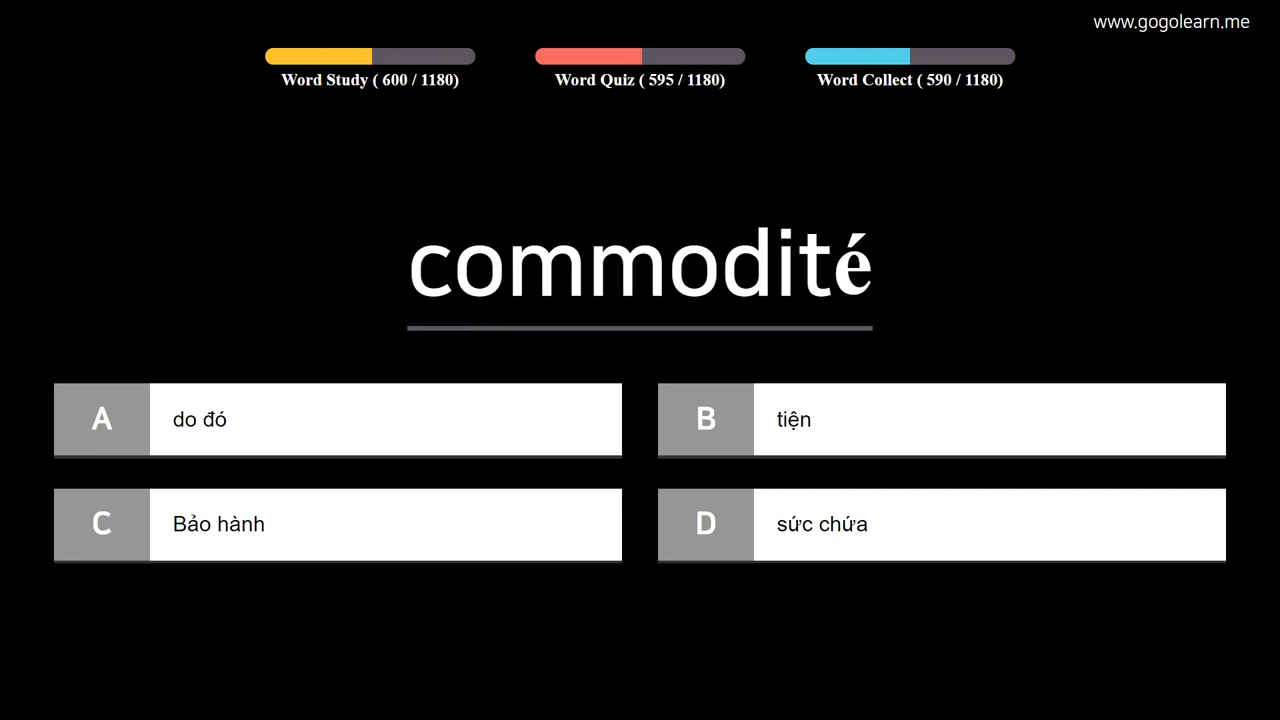 www.gogolearn.me
Word Study ( 600 / 1180)
Word Quiz ( 595 / 1180)
Word Collect ( 590 / 1180)
commodité
A do đó
B tiện
C Bảo hành
D sức chứa